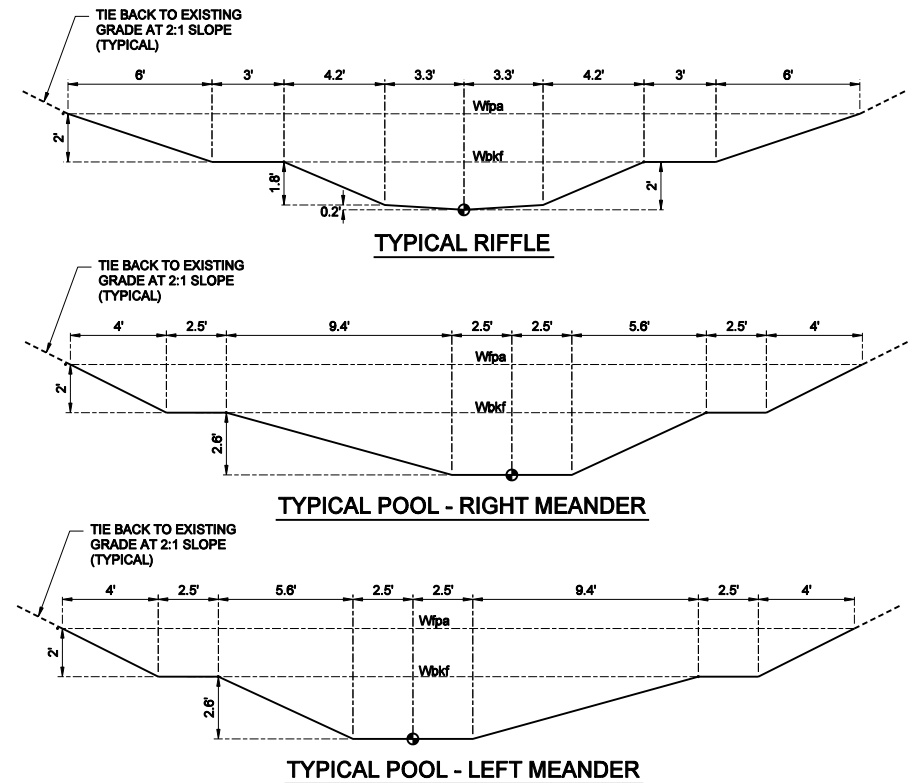 TIE BACK TO EXISTING
GRADE AT 2:1 SLOPE
(TYPICAL)
6' 3' 4.2' 3.3' 3.3' 4.2' 3' 6'
Wfpa
2'
Wbkf
1.8'
2'
0.2'
TYPICAL RIFFLE
TIE BACK TO EXISTING
GRADE AT 2:1 SLOPE
(TYPICAL)
4' 2.5' 9.4' 2.5' 2.5' 5.6' 2.5' 4'
Wfpa
2'
Wbkf
2.6'
TYPICAL POOL - RIGHT MEANDER
TIE BACK TO EXISTING
GRADE AT 2:1 SLOPE
(TYPICAL)
4' 2.5' 5.6' 2.5' 2.5' 9.4' 2.5' 4'
Wfpa
2'
Wbkf
2.6'
TYPICAL POOL - LEFT MEANDER